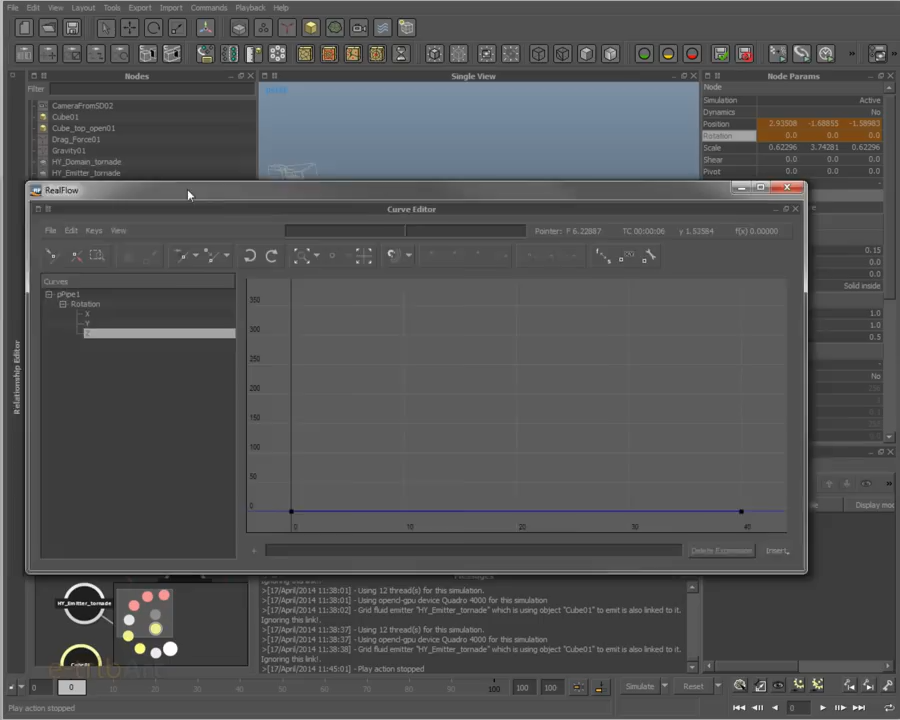 File Edit View Layout Tools Export Import Commands Playback Help
Nodes
Single View
Node Params
Filter
Node
CameraFromSD02
Cube01
Cube_top_open01
Drag_Force01
Gravity01
HY_Domain_tornade
HY_Emitter_tornade
Simulation Active
Dynamics No
Position 2.93508 -1.68855 -1.58983
Rotation 0.0 0.0 0.0
Scale 0.62296 3.74281 0.62296
Shear 0.0 0.0 0.0
Pivot 0.0 0.0 0.0
RealFlow
Curve Editor
File Edit Keys View
Pointer: F 6.22887 TC 00:00:06 y 1.53584 f(x) 0.00000
Curves
pPipe1
Rotation
X
Y
350
300
250
200
150
100
50
0
0 10 20 30 40
Delete Expression Insert
0.15
0.0
0.0
Solid inside
1.0
1.0
0.5
No
Relationship Editor
Display mo
HY_Emitter_tornade
Ignoring this link!.
>[17/April/2014 11:38:01] - Using 12 thread(s) for this simulation.
>[17/April/2014 11:38:01] - Using opencl-gpu device Quadro 4000 for this simulation
>[17/April/2014 11:38:02] - Grid fluid emitter "HY_Emitter_tornade" which is using object "Cube01" to emit is also linked to it.
Ignoring this link!.
>[17/April/2014 11:38:37] - Using 12 thread(s) for this simulation.
>[17/April/2014 11:38:37] - Using opencl-gpu device Quadro 4000 for this simulation
>[17/April/2014 11:38:38] - Grid fluid emitter "HY_Emitter_tornade" which is using object "Cube01" to emit is also linked to it.
Ignoring this link!.
>[17/April/2014 11:45:01] - Play action stopped
0 0 10 20 30 40 50 60 70 80 90 100 100 100
Simulate Reset
Play action stopped
0